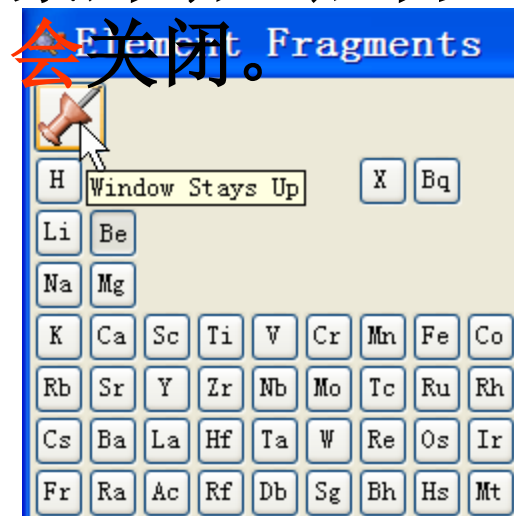 Element Fragments
会关闭。
Window Stays Up
H X Bq
Li Be
Na Mg
K Ca Sc Ti V Cr Mn Fe Co
Rb Sr Y Zr Nb Mo Tc Ru Rh
Cs Ba La Hf Ta W Re Os Ir
Fr Ra Ac Rf Db Sg Bh Hs Mt